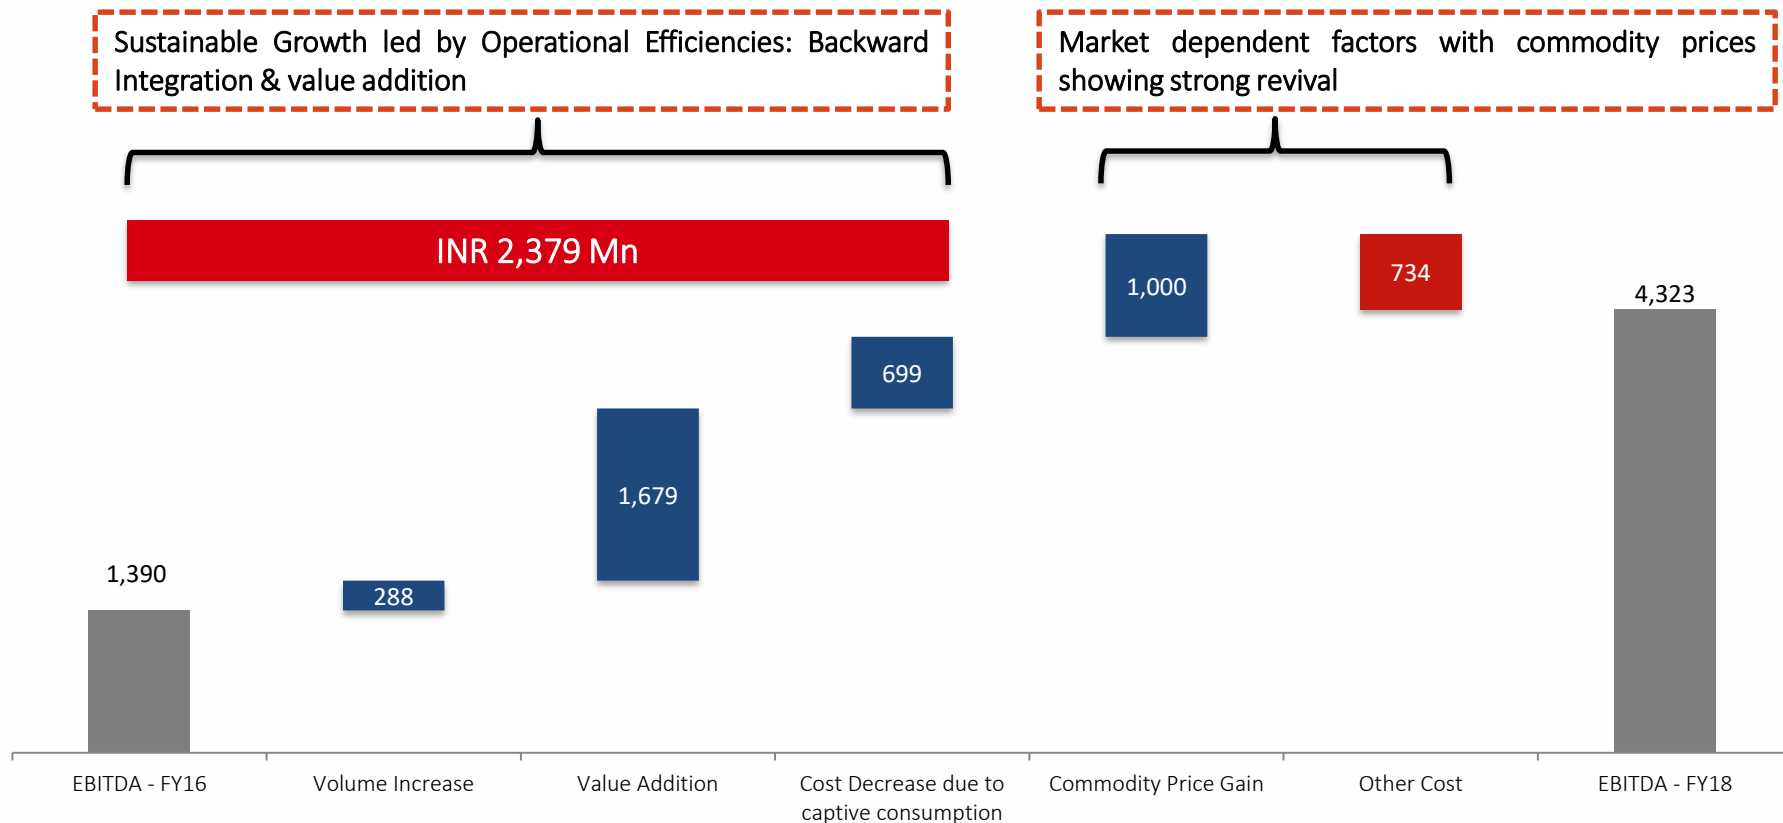 Sustainable Growth led by Operational Efficiencies: Backward
Integration & value addition
Market dependent factors with commodity prices
showing strong revival
INR 2,379 Mn
1,390
288
1,679
699
1,000
734
4,323
EBITDA - FY16
Volume Increase
Value Addition
Cost Decrease due to
captive consumption
Commodity Price Gain
Other Cost
EBITDA - FY18